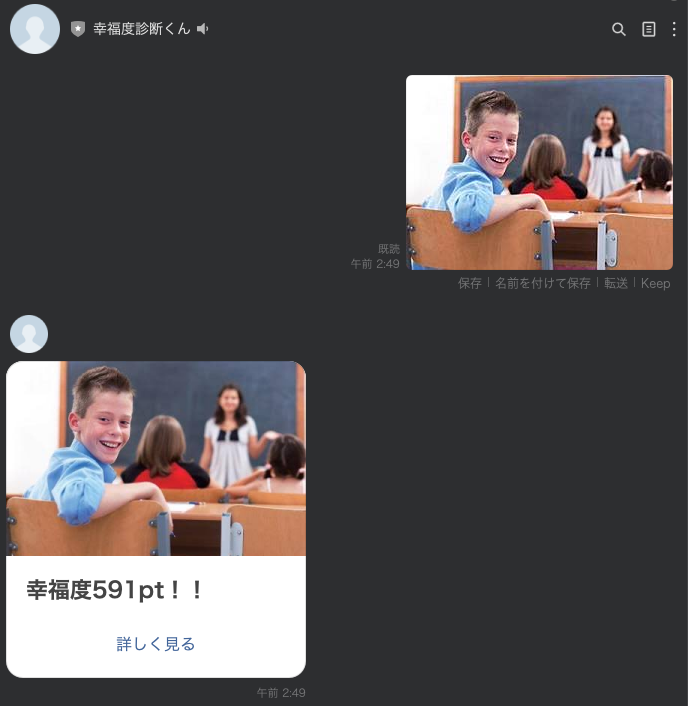 幸福度診断くん
既読
午前 2:49
保存 | 名前を付けて保存 | 転送 | Keep
幸福度591pt！！
詳しく見る
午前 2:49